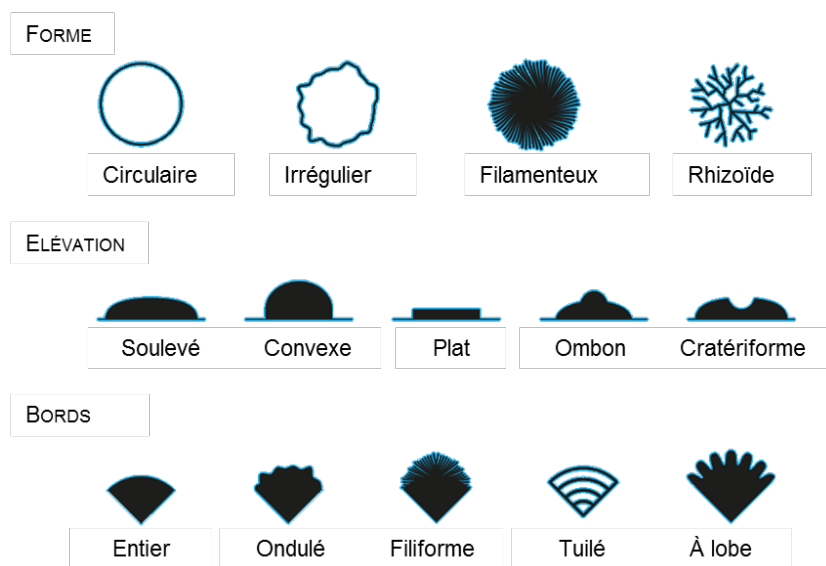 FORME
Circulaire Irrégulier Filamenteux Rhizoïde
ELÉVATION
Soulevé Convexe Plat Ombon Cratériforme
BORDS
Entier Ondulé Filiforme Tuilé À lobe